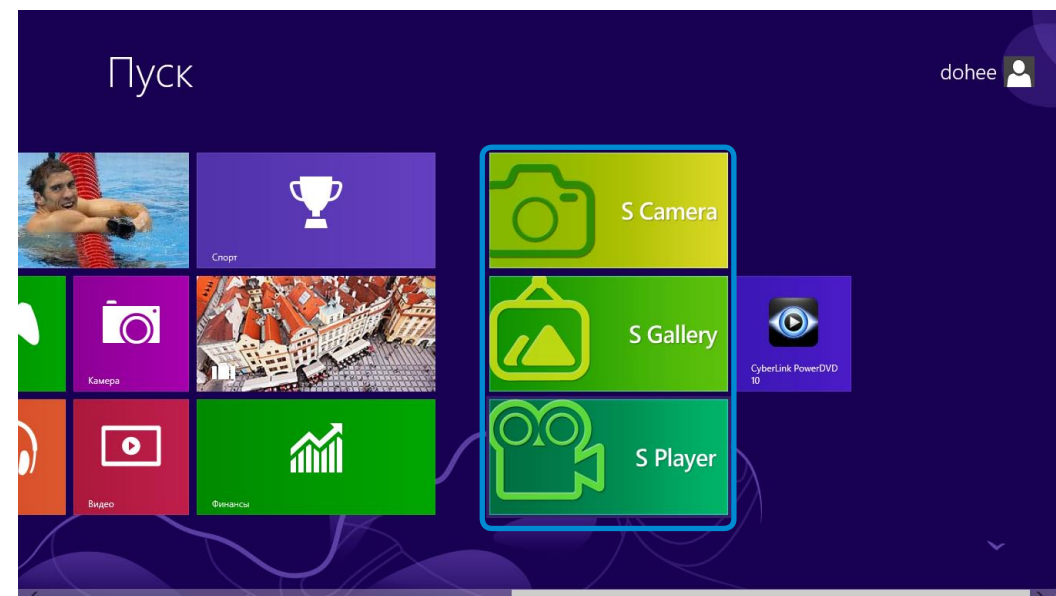 Пуск
dohee
Спорт
S Camera
Камера
S Gallery
CyberLink PowerDVD
10
Видео
Финансы
S Player